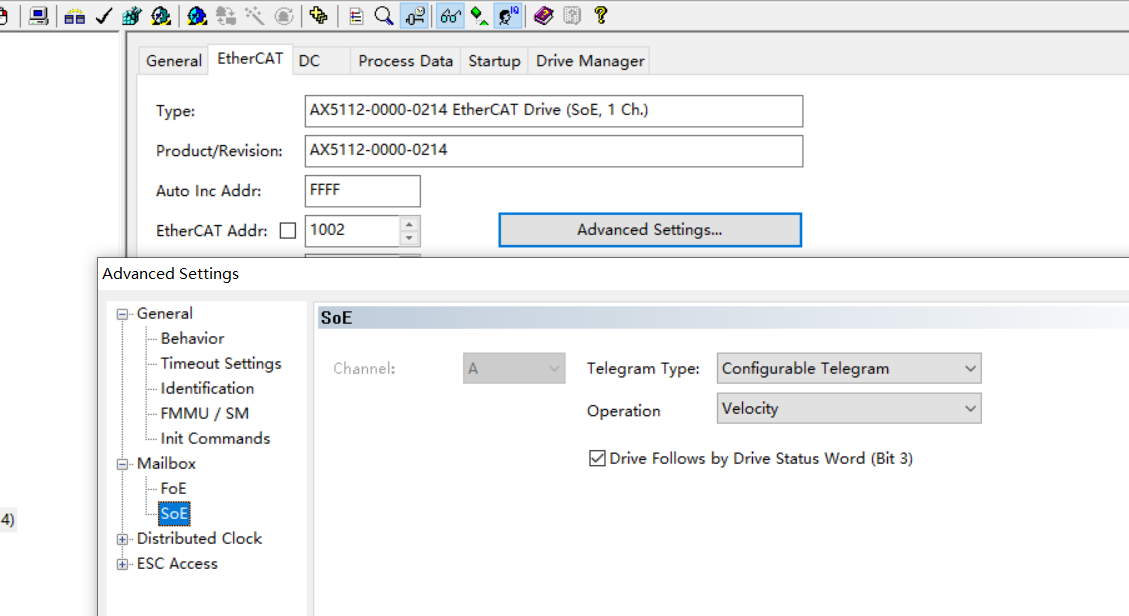 General EtherCAT DC Process Data Startup Drive Manager
Type: AX5112-0000-0214 EtherCAT Drive (SoE, 1 Ch.)
Product/Revision: AX5112-0000-0214
Auto Inc Addr: FFFF
EtherCAT Addr: 1002 Advanced Settings...
Advanced Settings
General
Behavior
Timeout Settings
Identification
FMMU / SM
Init Commands
Mailbox
FoE
SoE
Distributed Clock
ESC Access
SoE
Channel: A Telegram Type: Configurable Telegram
Operation Velocity
Drive Follows by Drive Status Word (Bit 3)
4)